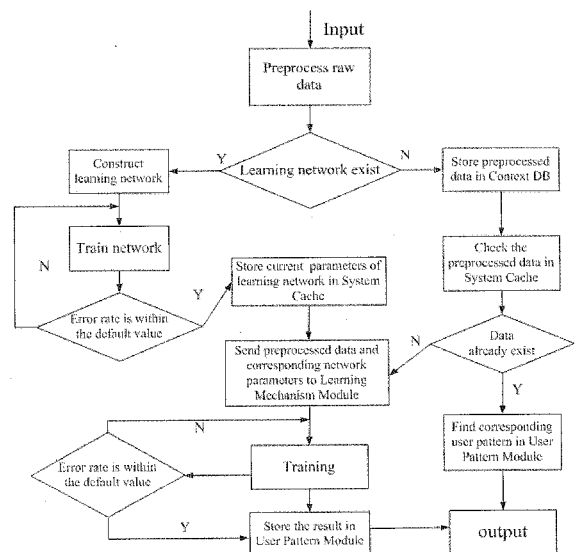 Input
Preprocess raw
data
Learning network exist
Y
N
Construct
learning network
Store preprocessed
data in Context DB
Train network
N
Check the
preprocessed data in
System Cache
Store current parameters of
learning network in System
Cache
Y
Error rate is within
the default value
Data
already exist
N
Y
Send preprocessed data and
corresponding network
parameters to Learning
Mechanism Module
Find corresponding
user pattern in User
Pattern Module
N
Error rate is within
the default value
Training
Y
Store the result in
User Pattern Module
output